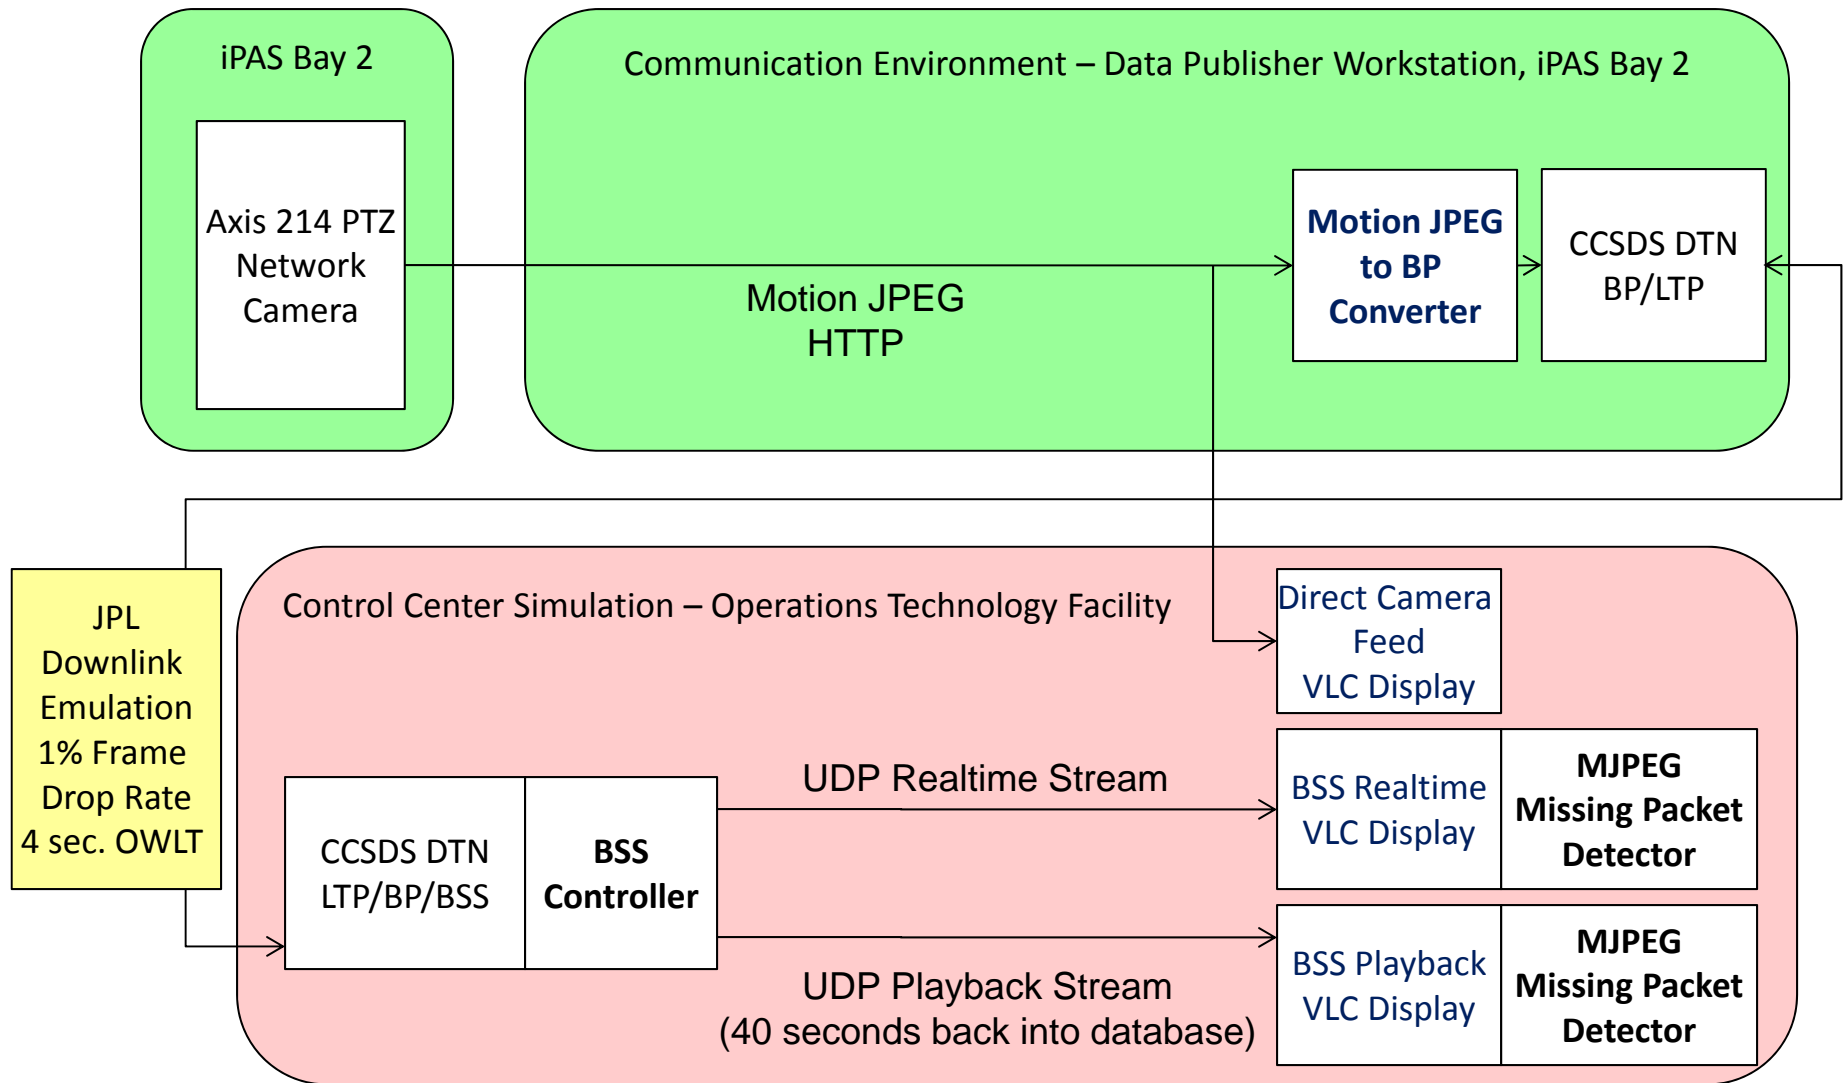 iPAS Bay 2
Axis 214 PTZ
Network
Camera
Communication Environment – Data Publisher Workstation, iPAS Bay 2
Motion JPEG
HTTP
Motion JPEG
to BP
Converter
CCSDS DTN
BP/LTP
JPL
Downlink
Emulation
1% Frame
Drop Rate
4 sec. OWLT
Control Center Simulation – Operations Technology Facility
Direct Camera
Feed
VLC Display
CCSDS DTN
LTP/BP/BSS
BSS
Controller
UDP Realtime Stream
BSS Realtime
VLC Display
MJPEG
Missing Packet
Detector
UDP Playback Stream
(40 seconds back into database)
BSS Playback
VLC Display
MJPEG
Missing Packet
Detector